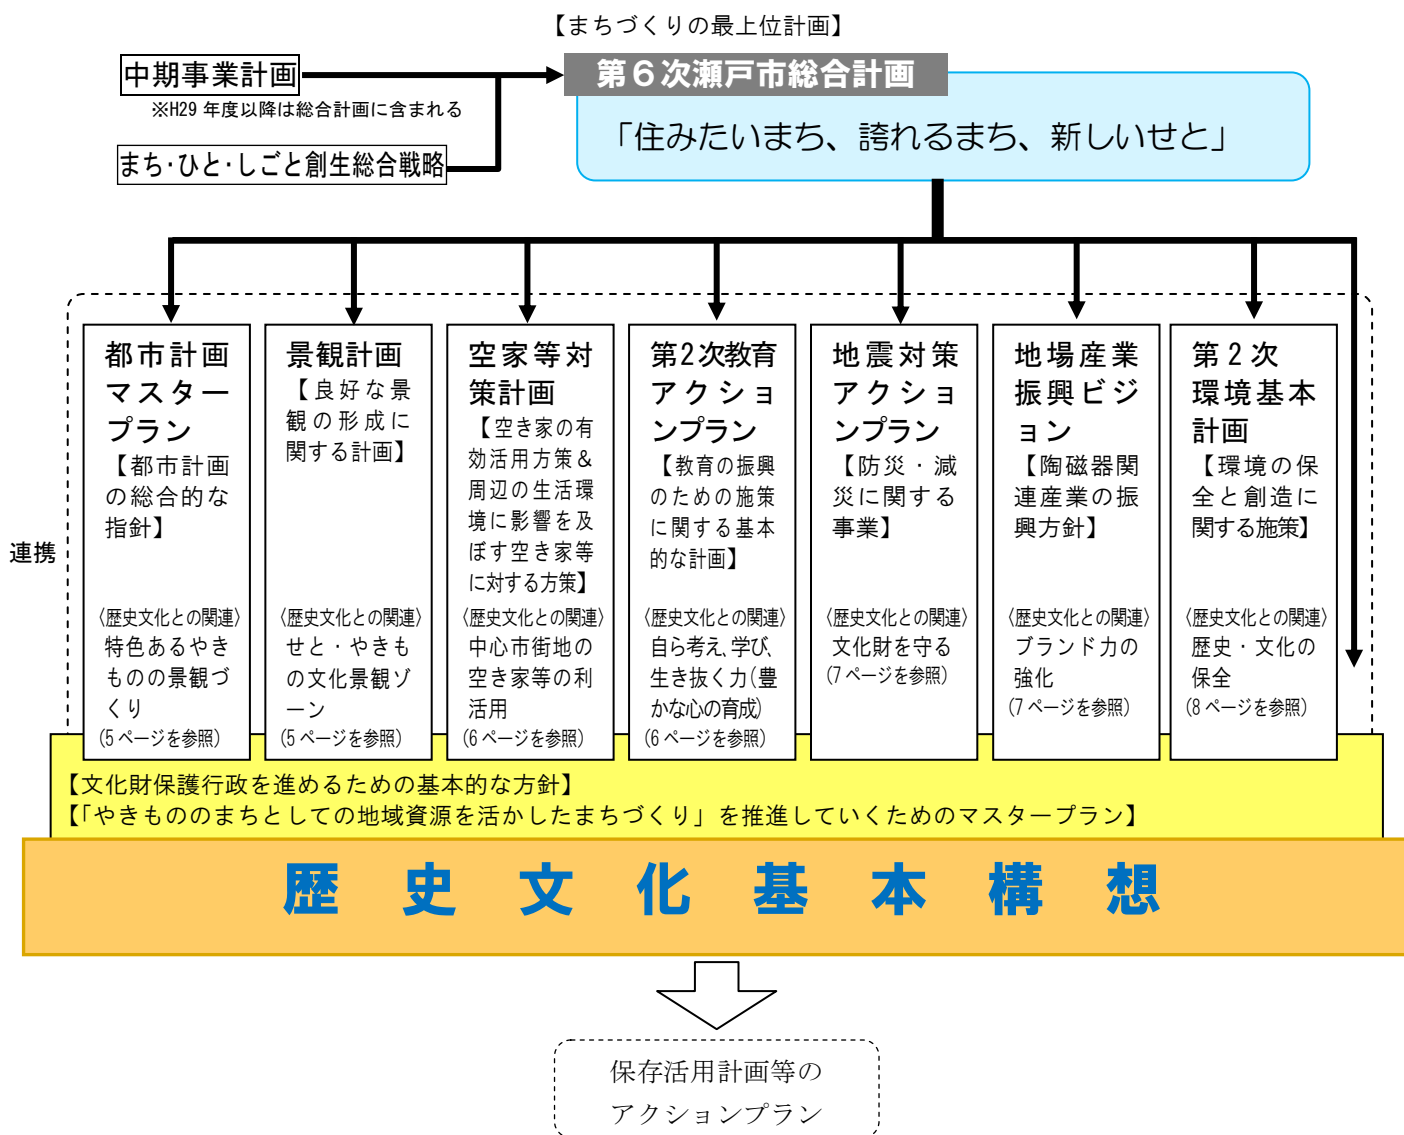 【まちづくりの最上位計画】
中期事業計画
※H29 年度以降は総合計画に含まれる
まち・ひと・しごと創生総合戦略
第６次瀬戸市総合計画
「住みたいまち、誇れるまち、新しいせと」
連携
都市計画
マスター
プラン
【都市計画
の総合的な
指針】
〈歴史文化との関連〉
特色あるやき
ものの景観づ
くり
(5 ページを参照)
景観計画
【良好な景
観の形成に
関する計画】
〈歴史文化との関連〉
せと・やきも
の文化景観ゾ
ーン
(5 ページを参照)
空家等対
策計画
【空き家の有
効活用方策＆
周辺の生活環
境に影響を及
ぼす空き家等
に対する方策】
〈歴史文化との関連〉
中心市街地の
空き家等の利
活用
(6 ページを参照)
第2次教育
アクショ
ンプラン
【教育の振興
のための施策
に関する基本
的な計画】
〈歴史文化との関連〉
自ら考え、学び、
生き抜く力(豊
かな心の育成)
(6 ページを参照)
地震対策
アクショ
ンプラン
【防災・減
災に関する
事業】
〈歴史文化との関連〉
文化財を守る
(7 ページを参照)
地場産業
振興ビジ
ョン
【陶磁器関
連産業の振
興方針】
〈歴史文化との関連〉
ブランド力の
強化
(7 ページを参照)
第２次
環境基本
計画
【環境の保
全と創造に
関する施策】
〈歴史文化との関連〉
歴史・文化の
保全
(8 ページを参照)
【文化財保護行政を進めるための基本的な方針】
【「やきもののまちとしての地域資源を活かしたまちづくり」を推進していくためのマスタープラン】
歴史文化基本構想
保存活用計画等の
アクションプラン